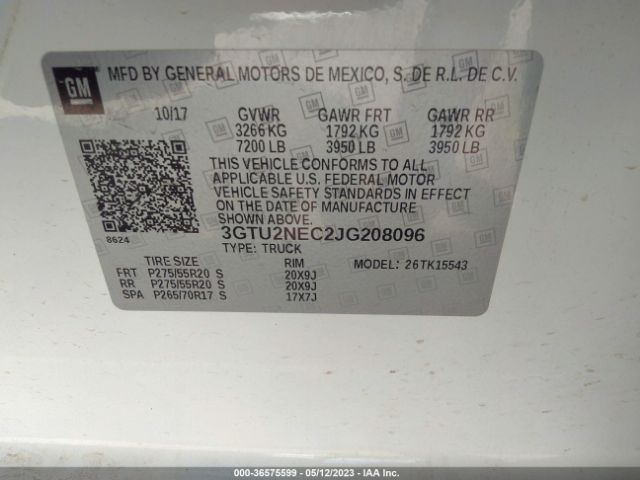 GM MFD BY GENERAL MOTORS DE MEXICO, S. DE R.L. DE C.V.
10/17 GVWR GAWR FRT GAWR RR
3266 KG 1792 KG 1792 KG
7200 LB 3950 LB 3950 LB
THIS VEHICLE CONFORMS TO ALL
APPLICABLE U.S. FEDERAL MOTOR
VEHICLE SAFETY STANDARDS IN EFFECT
ON THE DATE OF MANUFACTURE
SHOWN ABOVE.
8624 3GTU2NEC2JG208096
TYPE: TRUCK
TIRE SIZE RIM MODEL: 26TK15543
FRT P275/55R20 S 20X9J
RR P275/55R20 S 20X9J
SPA P265/70R17 S 17X7J
000-36575599 - 05/12/2023 - IAA Inc.